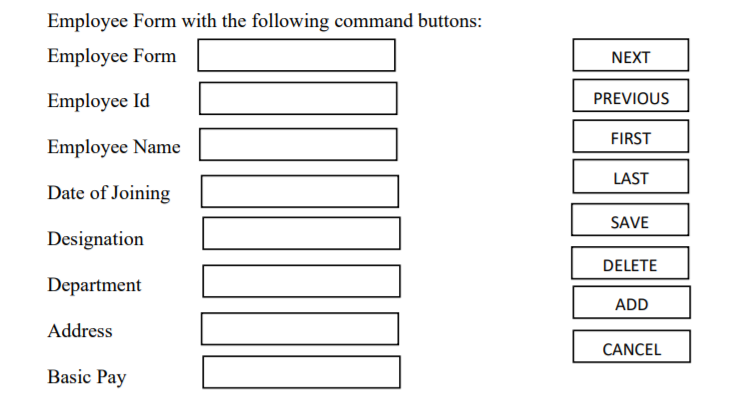 Employee Form with the following command buttons:
Employee Form NEXT
Employee Id PREVIOUS
Employee Name FIRST
Date of Joining LAST
Designation SAVE
Department DELETE
Address ADD
Basic Pay CANCEL